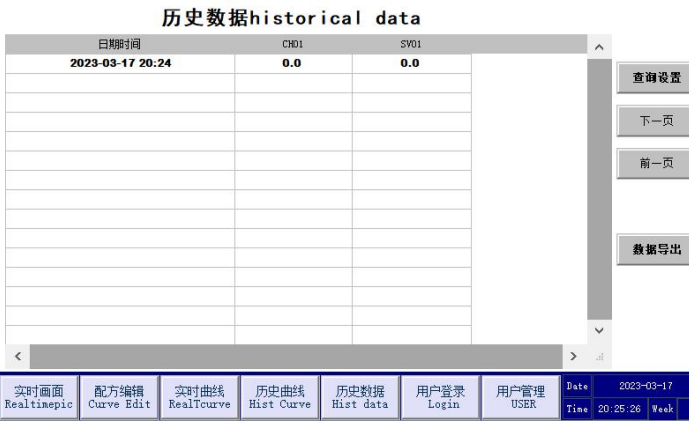 历史数据historical data
日期时间 CH01 SV01
2023-03-17 20:24 0.0 0.0
查询设置
下一页
前一页
数据导出
实时画面 配方编辑 实时曲线 历史曲线 历史数据 用户登录 用户管理 Date 2023-03-17
Realtimepic Curve Edit RealTcurve Hist Curve Hist data Login USER Time 20:25:26 Week